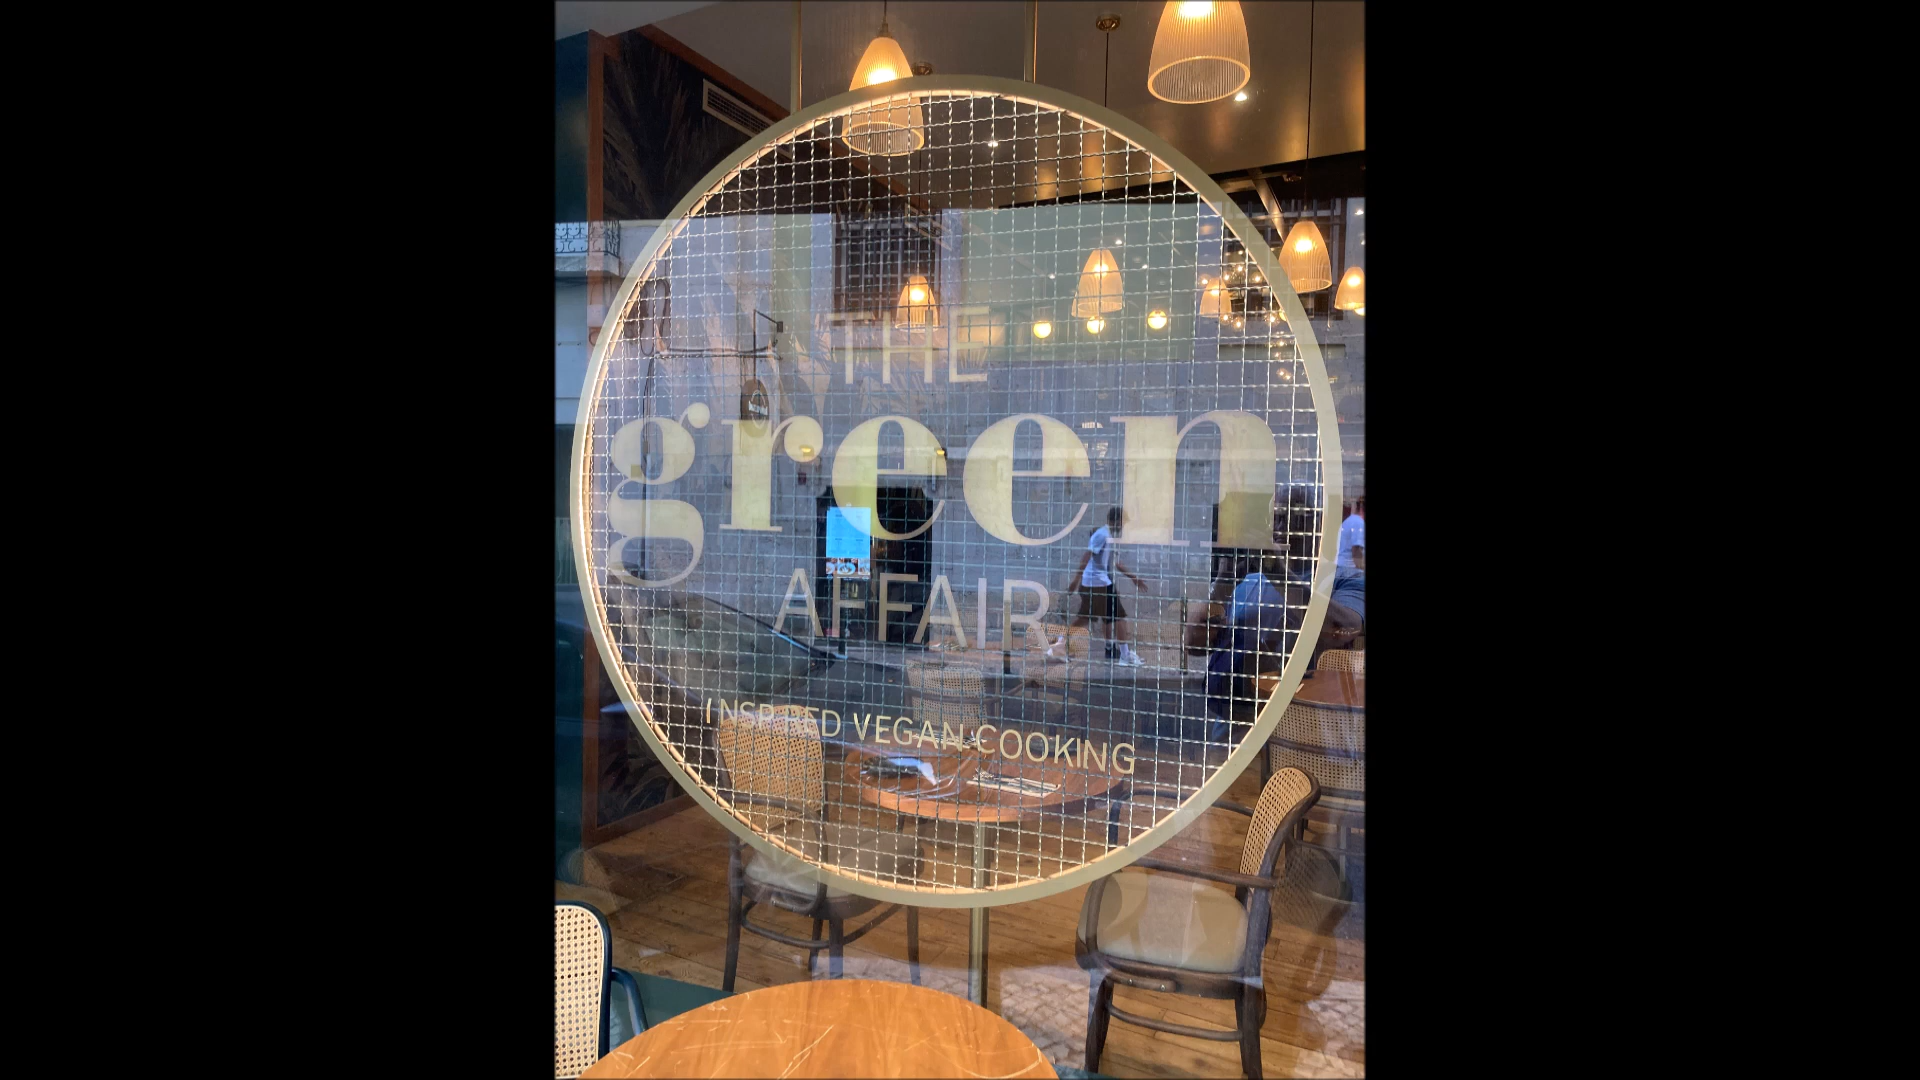 THE
green
AFFAIR
INSPIRED VEGAN COOKING